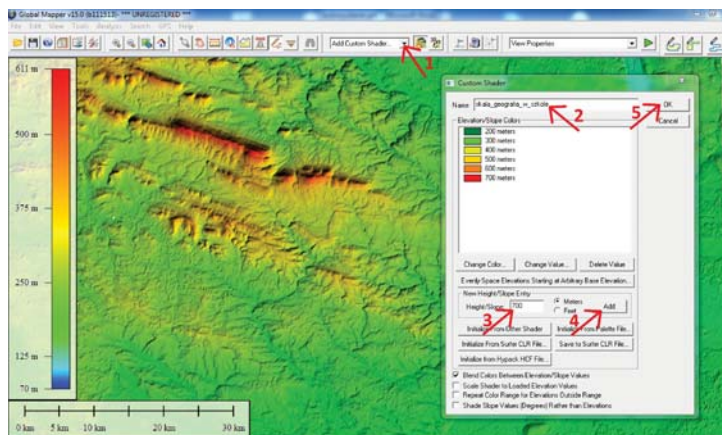 Global Mapper v15.0 (b111513) - *** UNREGISTERED ***
File Edit View Tools Analysis Search GPS Help
Add Custom Shader...
View Properties
1
611 m
500 m
375 m
250 m
125 m
70 m
0 km 5 km 10 km 20 km 30 km
Custom Shader
Name skala_geografia_w_szkole
2
5
OK
Cancel
Elevation/Slope Colors
200 meters
300 meters
400 meters
500 meters
600 meters
700 meters
Change Color...
Change Value...
Delete Value
Evenly Space Elevations Starting at Arbitrary Base Elevation...
New Height/Slope Entry
Height/Slope: 700
Meters
Feet
Add
3
4
Initialize From Other Shader
Initialize From Palette File...
Initialize From Surfer CLR File...
Save to Surfer CLR File...
Initialize from Hypack HCF File...
Blend Colors Between Elevation/Slope Values
Scale Shader to Loaded Elevation Values
Repeat Color Range for Elevations Outside Range
Shade Slope Values (Degrees) Rather than Elevations